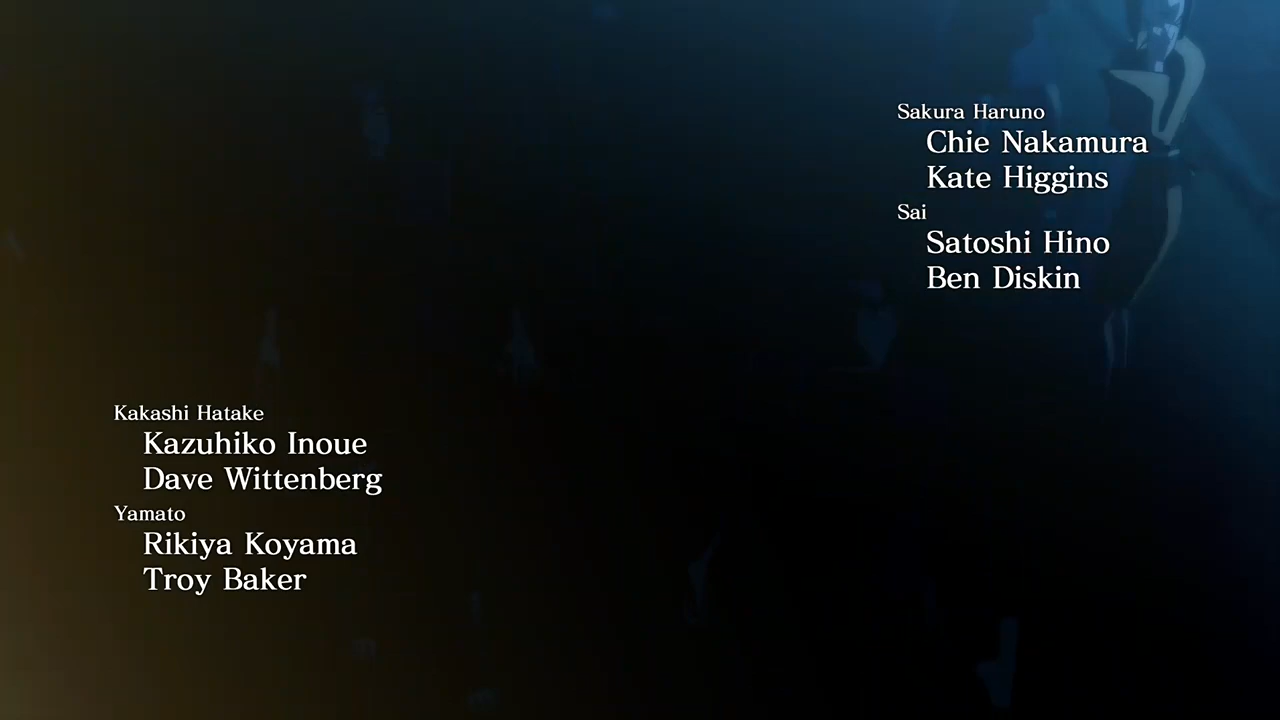 Sakura Haruno
Chie Nakamura
Kate Higgins
Sai
Satoshi Hino
Ben Diskin
Kakashi Hatake
Kazuhiko Inoue
Dave Wittenberg
Yamato
Rikiya Koyama
Troy Baker